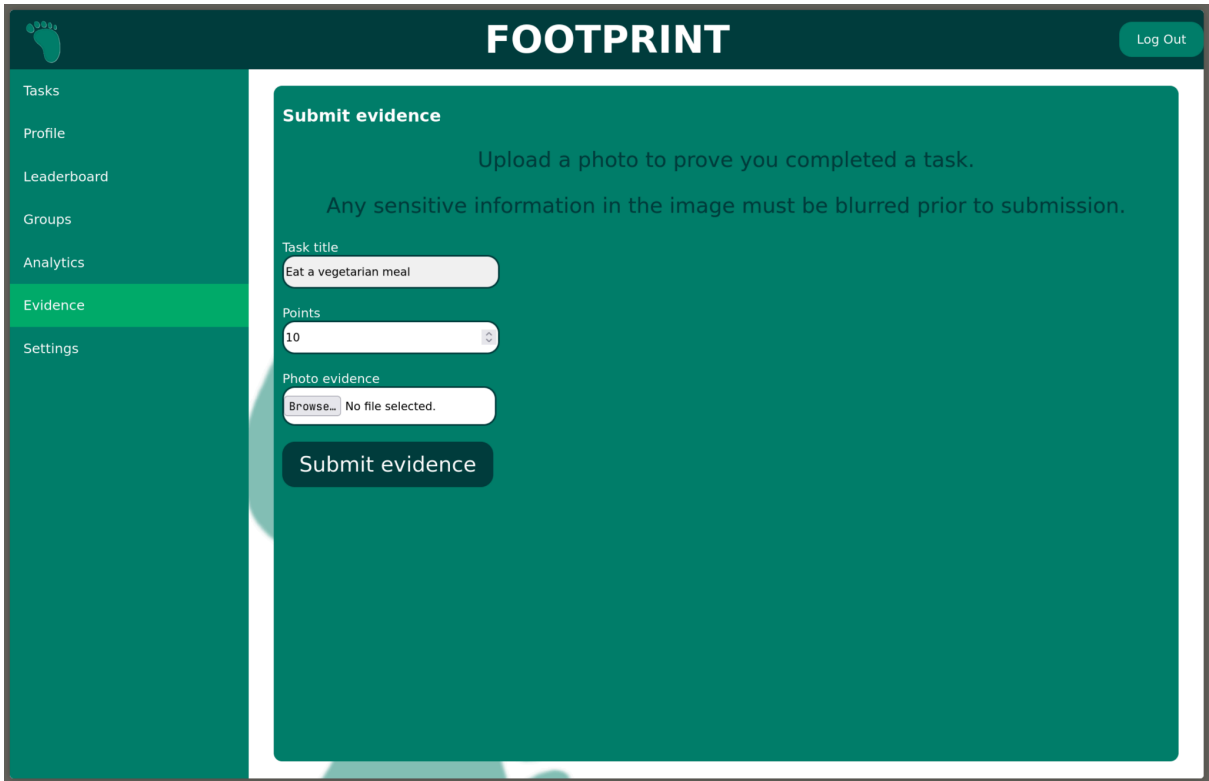 FOOTPRINT
Log Out
Tasks
Profile
Leaderboard
Groups
Analytics
Evidence
Settings
Submit evidence
Upload a photo to prove you completed a task.
Any sensitive information in the image must be blurred prior to submission.
Task title
Eat a vegetarian meal
Points
10
Photo evidence
Browse… No file selected.
Submit evidence